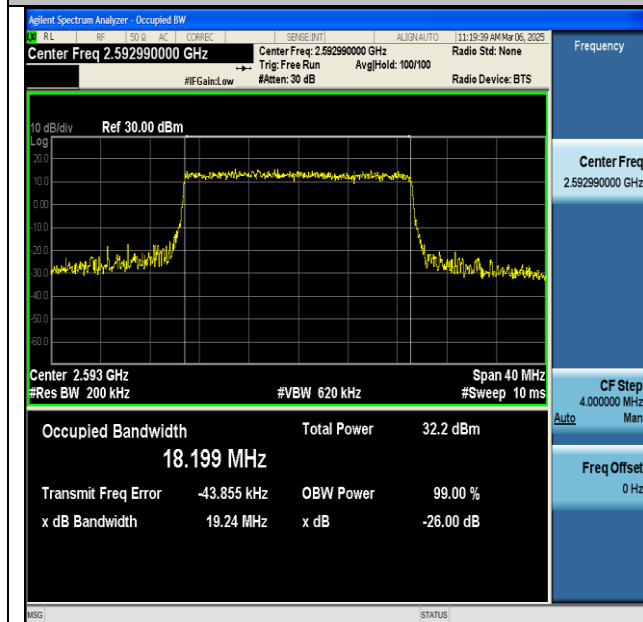 Agilent Spectrum Analyzer - Occupied BW
LXI RL RF 50 Ω AC CORREC SENSE:INT ALIGN AUTO 11:19:39 AM Mar 06, 2025
Center Freq 2.592990000 GHz Center Freq: 2.592990000 GHz Radio Std: None
Trig: Free Run Avg|Hold: 100/100
#IFGain:Low #Atten: 30 dB Radio Device: BTS
10 dB/div Ref 30.00 dBm
Log
20.0
10.0
0.00
-10.0
-20.0
-30.0
-40.0
-50.0
-60.0
Center 2.593 GHz Span 40 MHz
#Res BW 200 kHz #VBW 620 kHz #Sweep 10 ms
Occupied Bandwidth Total Power 32.2 dBm
18.199 MHz
Transmit Freq Error -43.855 kHz OBW Power 99.00 %
x dB Bandwidth 19.24 MHz x dB -26.00 dB
MSG STATUS
Frequency
Center Freq
2.592990000 GHz
CF Step
4.000000 MHz
Auto Man
Freq Offset
0 Hz